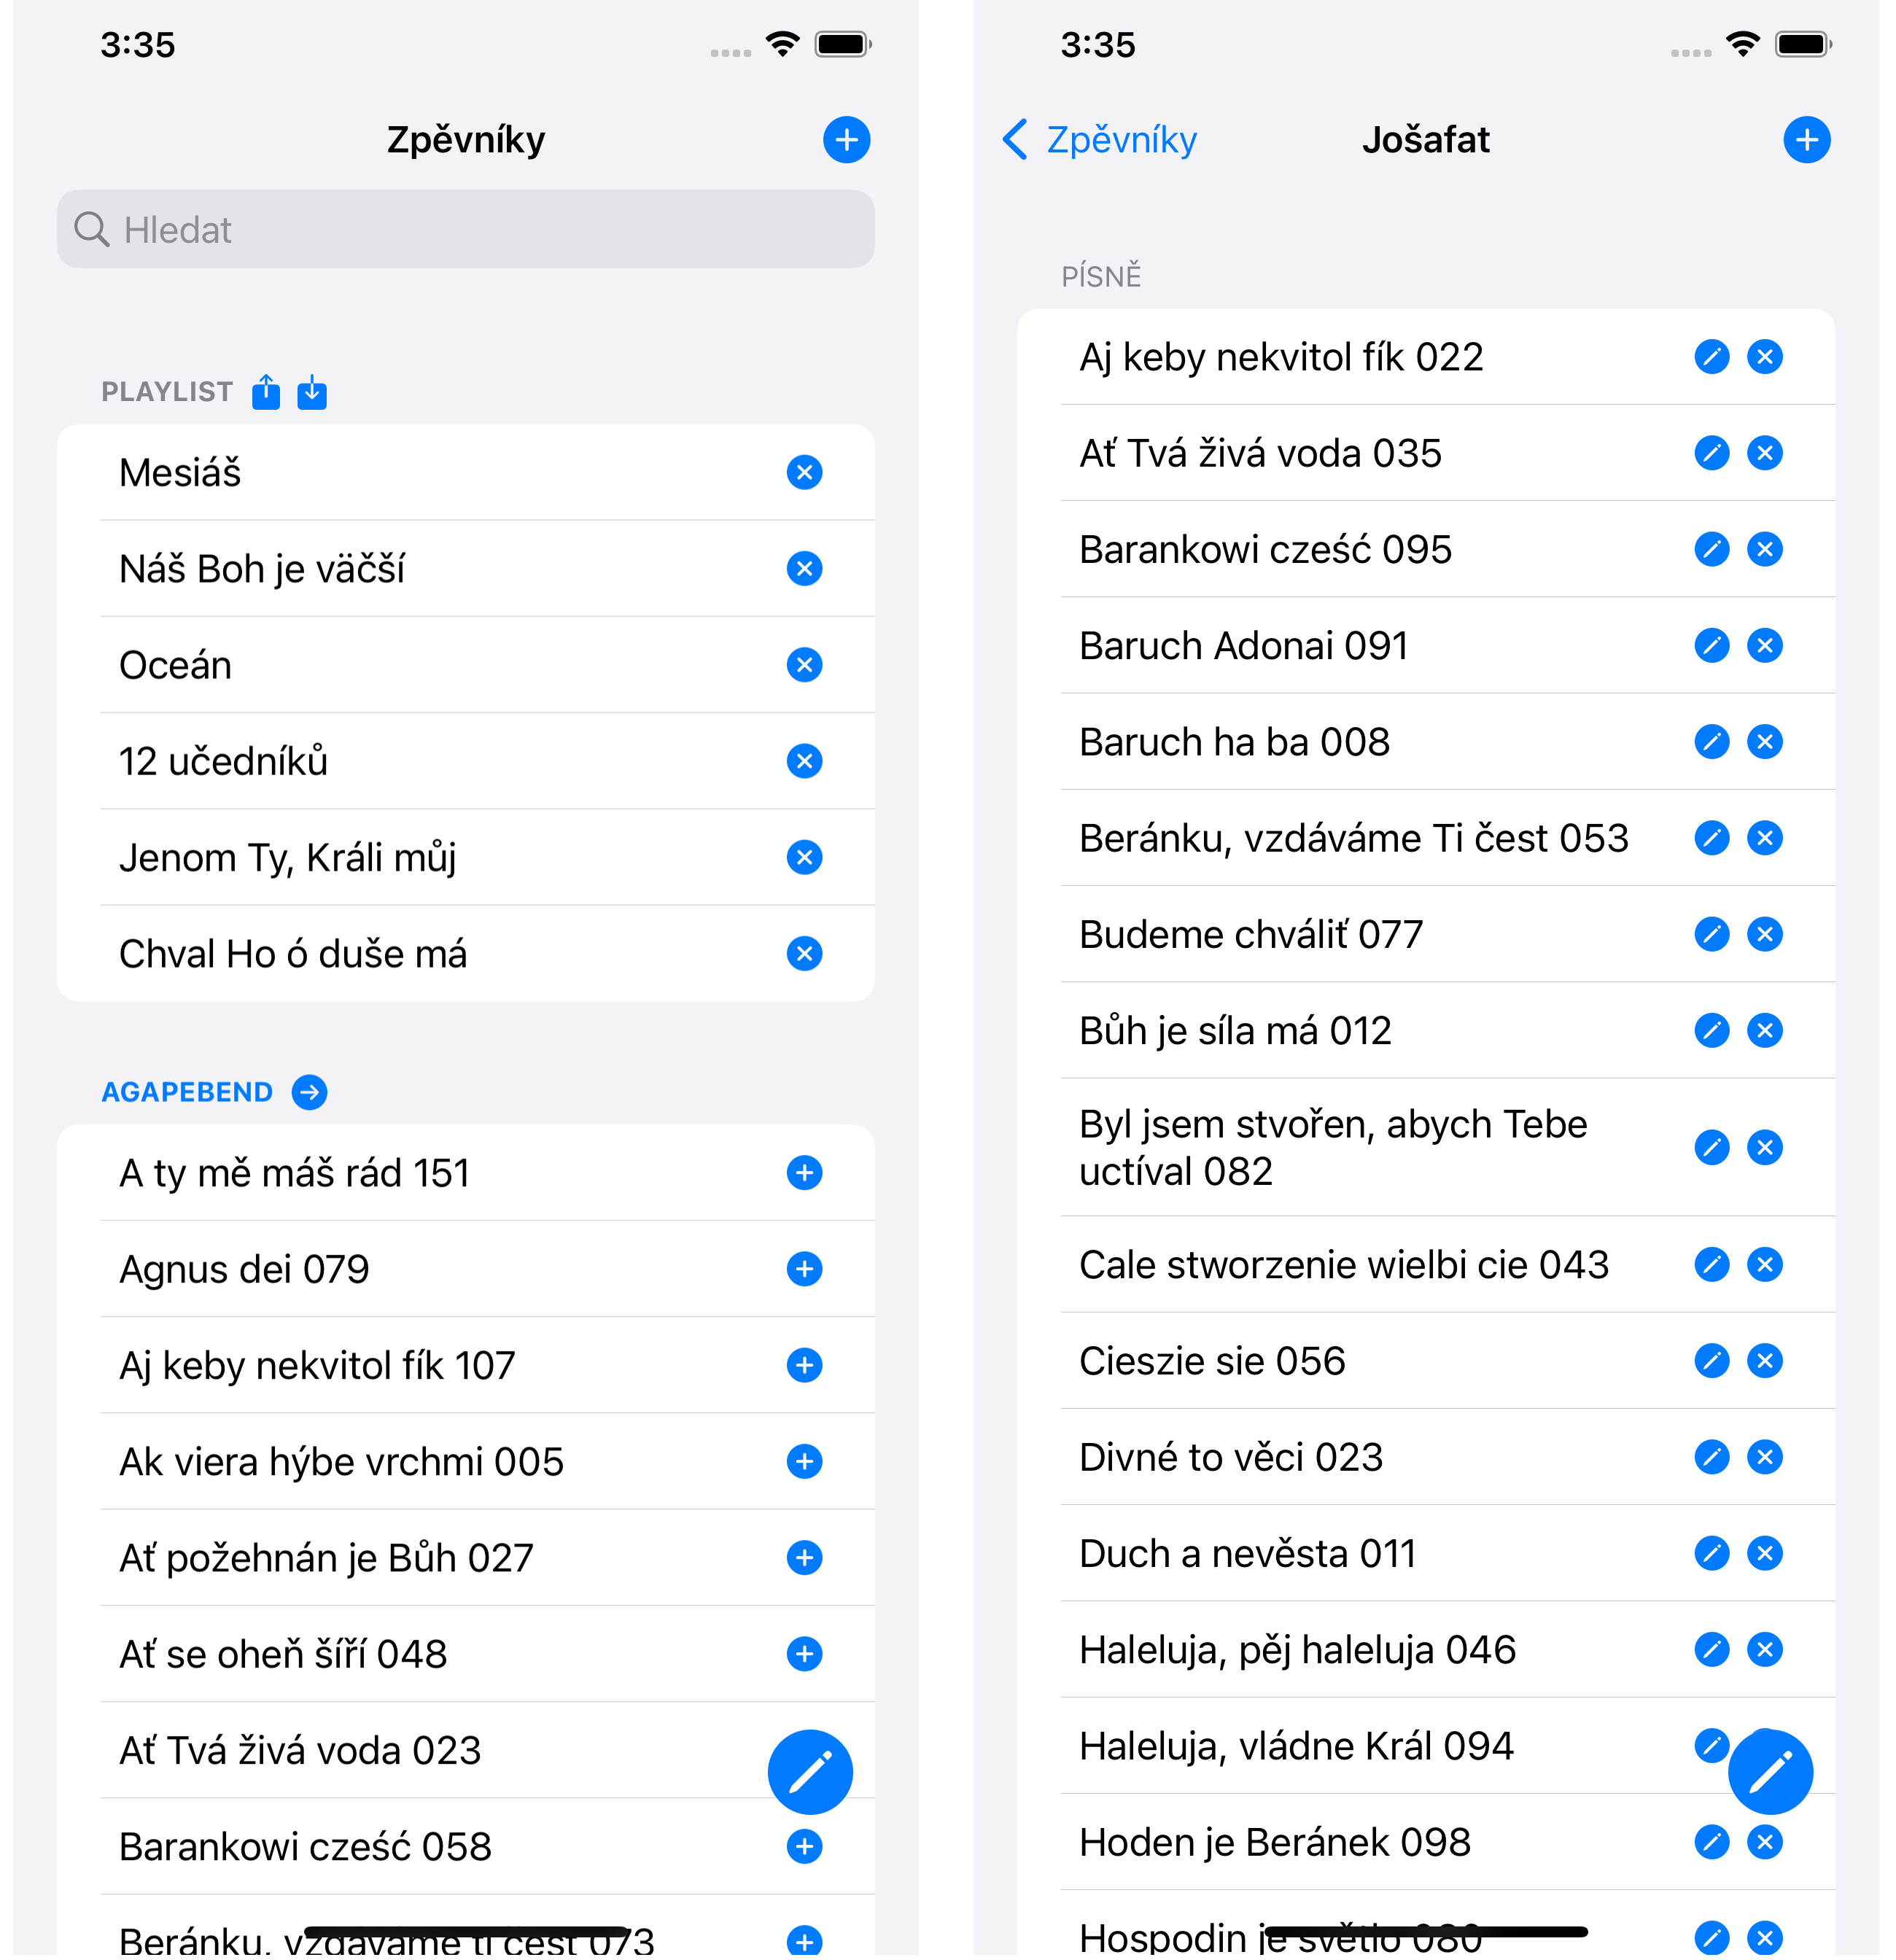 3:35
Zpěvníky
Hledat
PLAYLIST
Mesiáš
Náš Boh je väčší
Oceán
12 učedníků
Jenom Ty, Králi můj
Chval Ho ó duše má
AGAPEBEND
A ty mě máš rád 151
Agnus dei 079
Aj keby nekvitol fík 107
Ak viera hýbe vrchmi 005
Ať požehnán je Bůh 027
Ať se oheň šíří 048
Ať Tvá živá voda 023
Barankowi cześć 058
Beránku, vzdáváme ti čest 073
3:35
Zpěvníky
Jošafat
PÍSNĚ
Aj keby nekvitol fík 022
Ať Tvá živá voda 035
Barankowi cześć 095
Baruch Adonai 091
Baruch ha ba 008
Beránku, vzdáváme Ti čest 053
Budeme chváliť 077
Bůh je síla má 012
Byl jsem stvořen, abych Tebe
uctíval 082
Cale stworzenie wielbi cie 043
Cieszie sie 056
Divné to věci 023
Duch a nevěsta 011
Haleluja, pěj haleluja 046
Haleluja, vládne Král 094
Hoden je Beránek 098
Hospodin je světlo 080